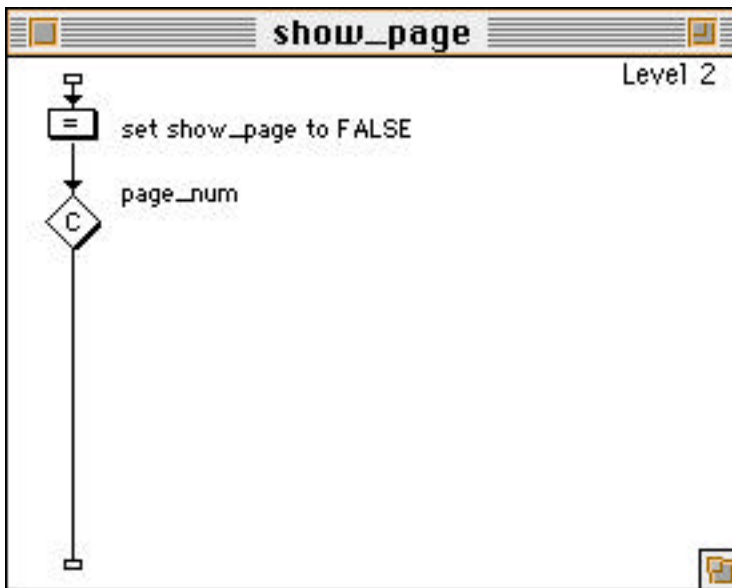 show_page
Level 2
=
set show_page to FALSE
page_num
C